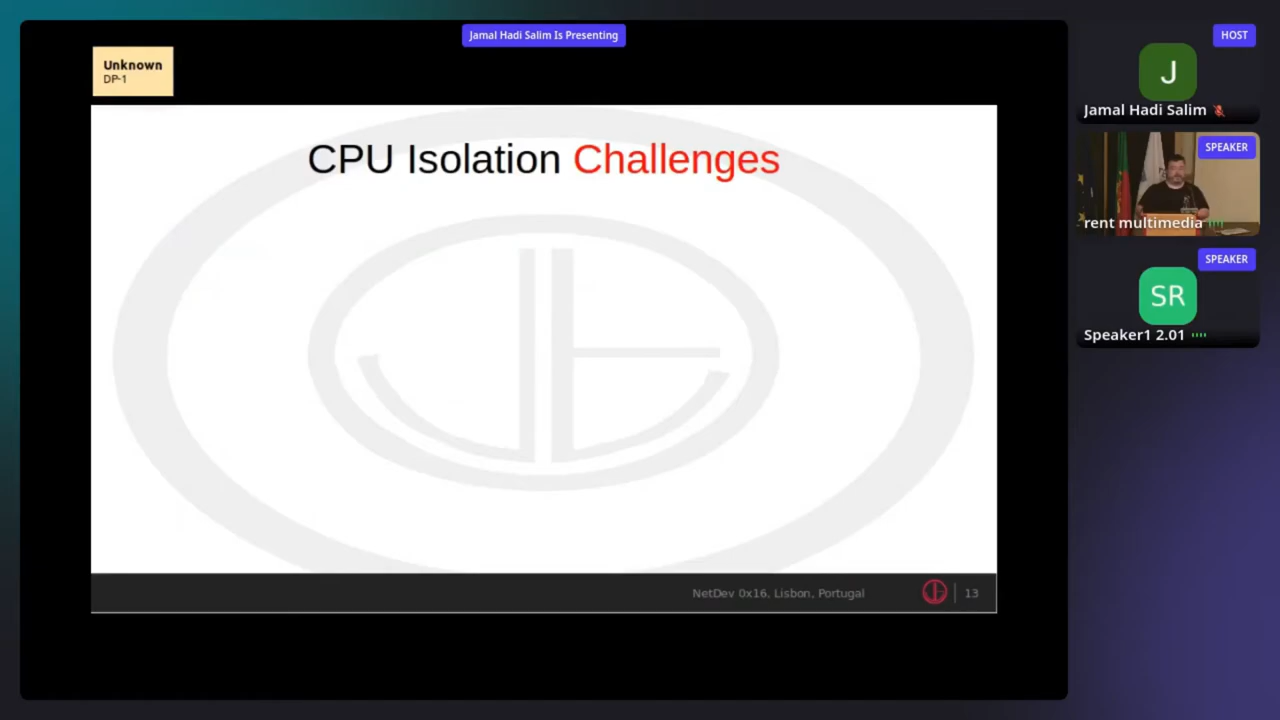 Jamal Hadi Salim Is Presenting
Unknown
DP-1
CPU Isolation Challenges
NetDev 0x16, Lisbon, Portugal
13
HOST
J
Jamal Hadi Salim
SPEAKER
rent multimedia
SPEAKER
SR
Speaker1 2.01